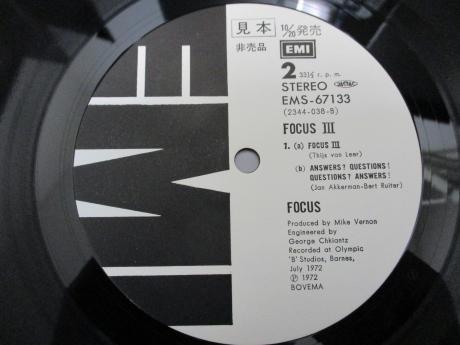 見本 10/20発売
非売品 EMI
2 33⅓ r. p. m.
STEREO
EMS-67133
(2344-038-B)
FOCUS III
1. (a) FOCUS III
(Thijs van Leer)
(b) ANSWERS? QUESTIONS!
QUESTIONS? ANSWERS!
(Jan Akkerman-Bert Ruiter)
FOCUS
Produced by Mike Vernon
Engineered by
George Chkiantz
Recorded at Olympic
'B' Studios, Barnes,
July 1972
℗ 1972
BOVEMA
EMI